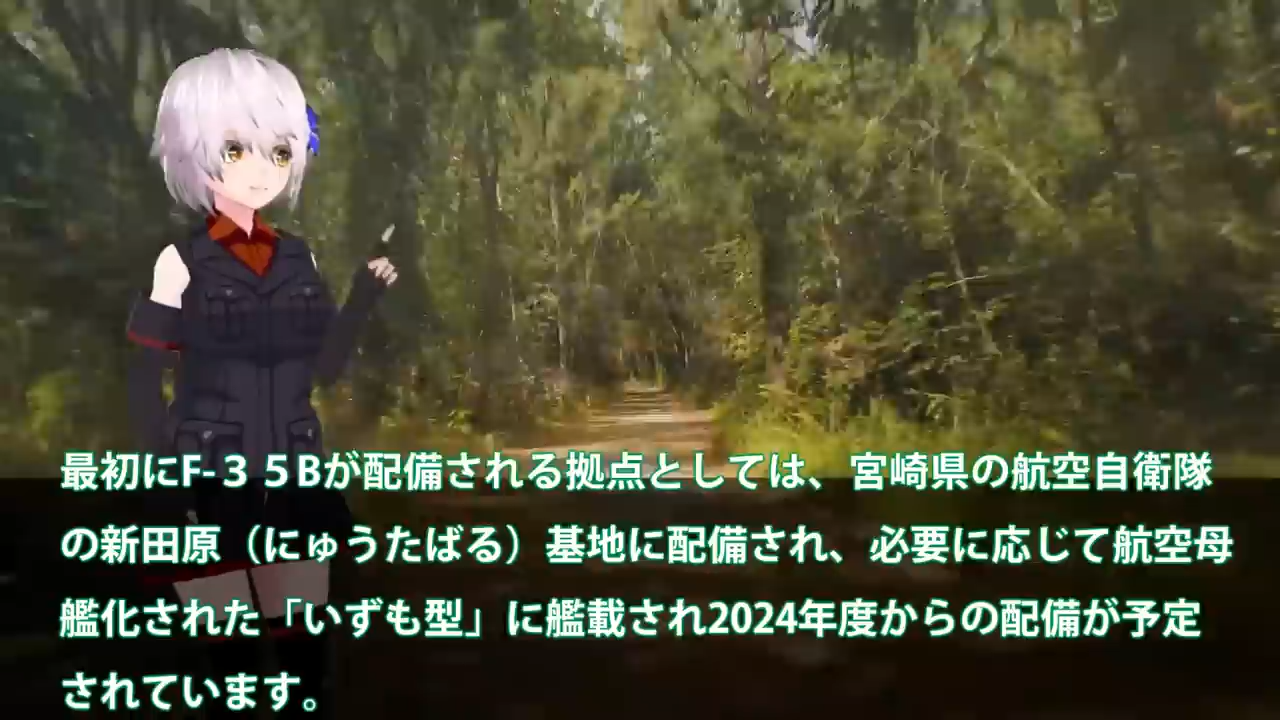 最初にF-３５Bが配備される拠点としては、宮崎県の航空自衛隊
の新田原（にゅうたばる）基地に配備され、必要に応じて航空母
艦化された「いずも型」に艦載され2024年度からの配備が予定
されています。